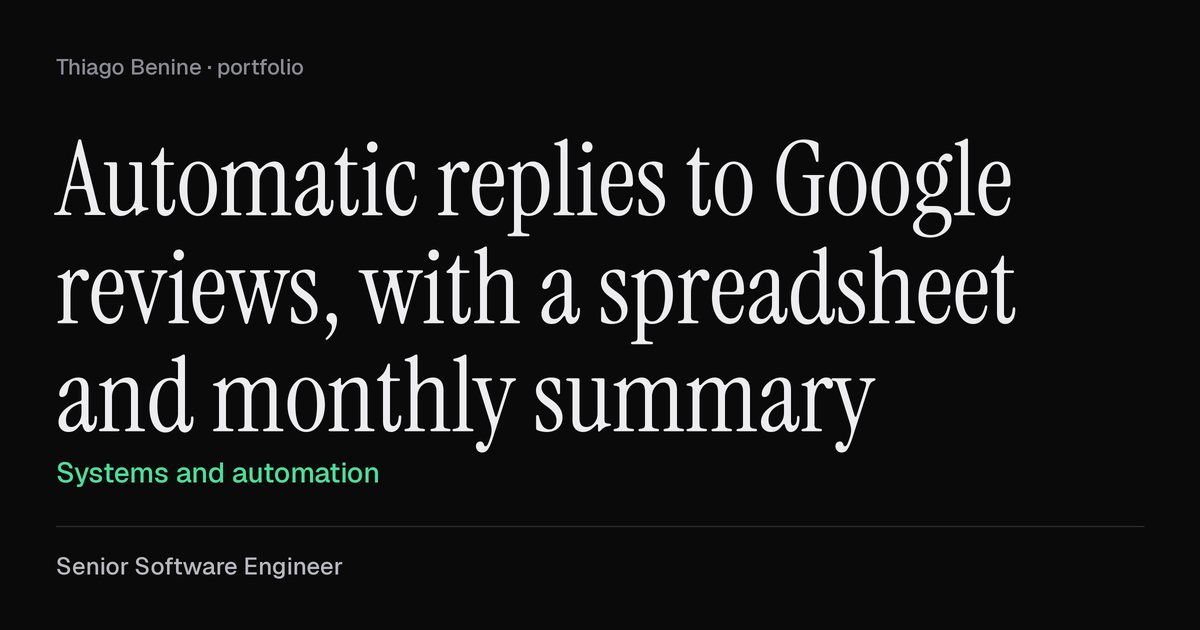 Thiago Benine · portfolio
Automatic replies to Google
reviews, with a spreadsheet
and monthly summary
Systems and automation
Senior Software Engineer